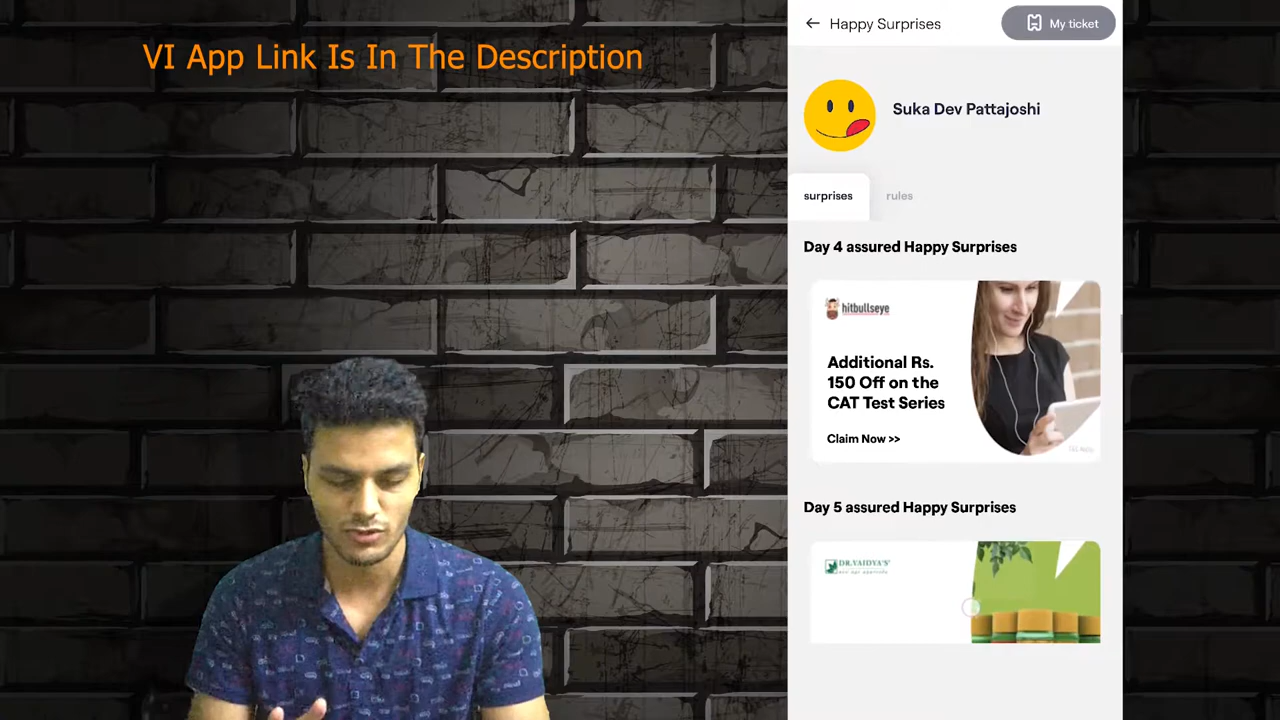 VI App Link Is In The Description
Happy Surprises
My ticket
Suka Dev Pattajoshi
surprises
rules
Day 4 assured Happy Surprises
hitbullseye
Additional Rs.
150 Off on the
CAT Test Series
Claim Now >>
Day 5 assured Happy Surprises
DR.VAIDYA'S